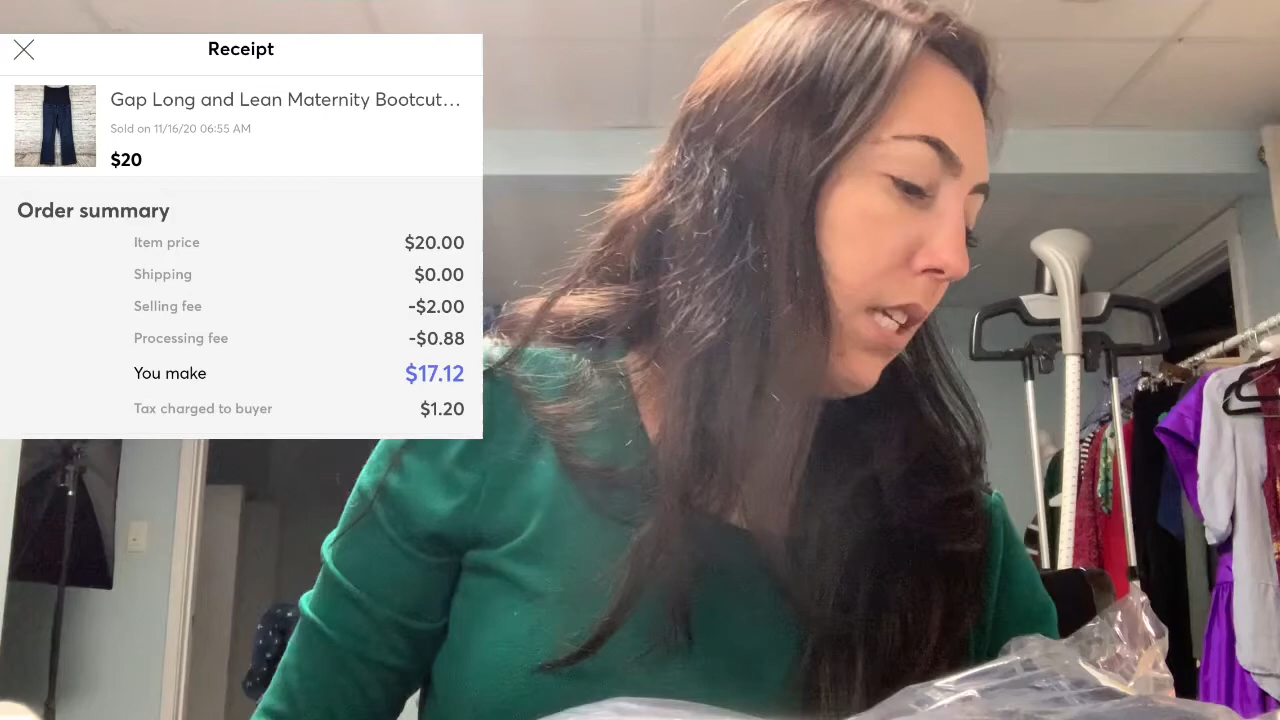 Receipt
Gap Long and Lean Maternity Bootcut...
Sold on 11/16/20 06:55 AM
$20
Order summary
Item price $20.00
Shipping $0.00
Selling fee -$2.00
Processing fee -$0.88
You make $17.12
Tax charged to buyer $1.20